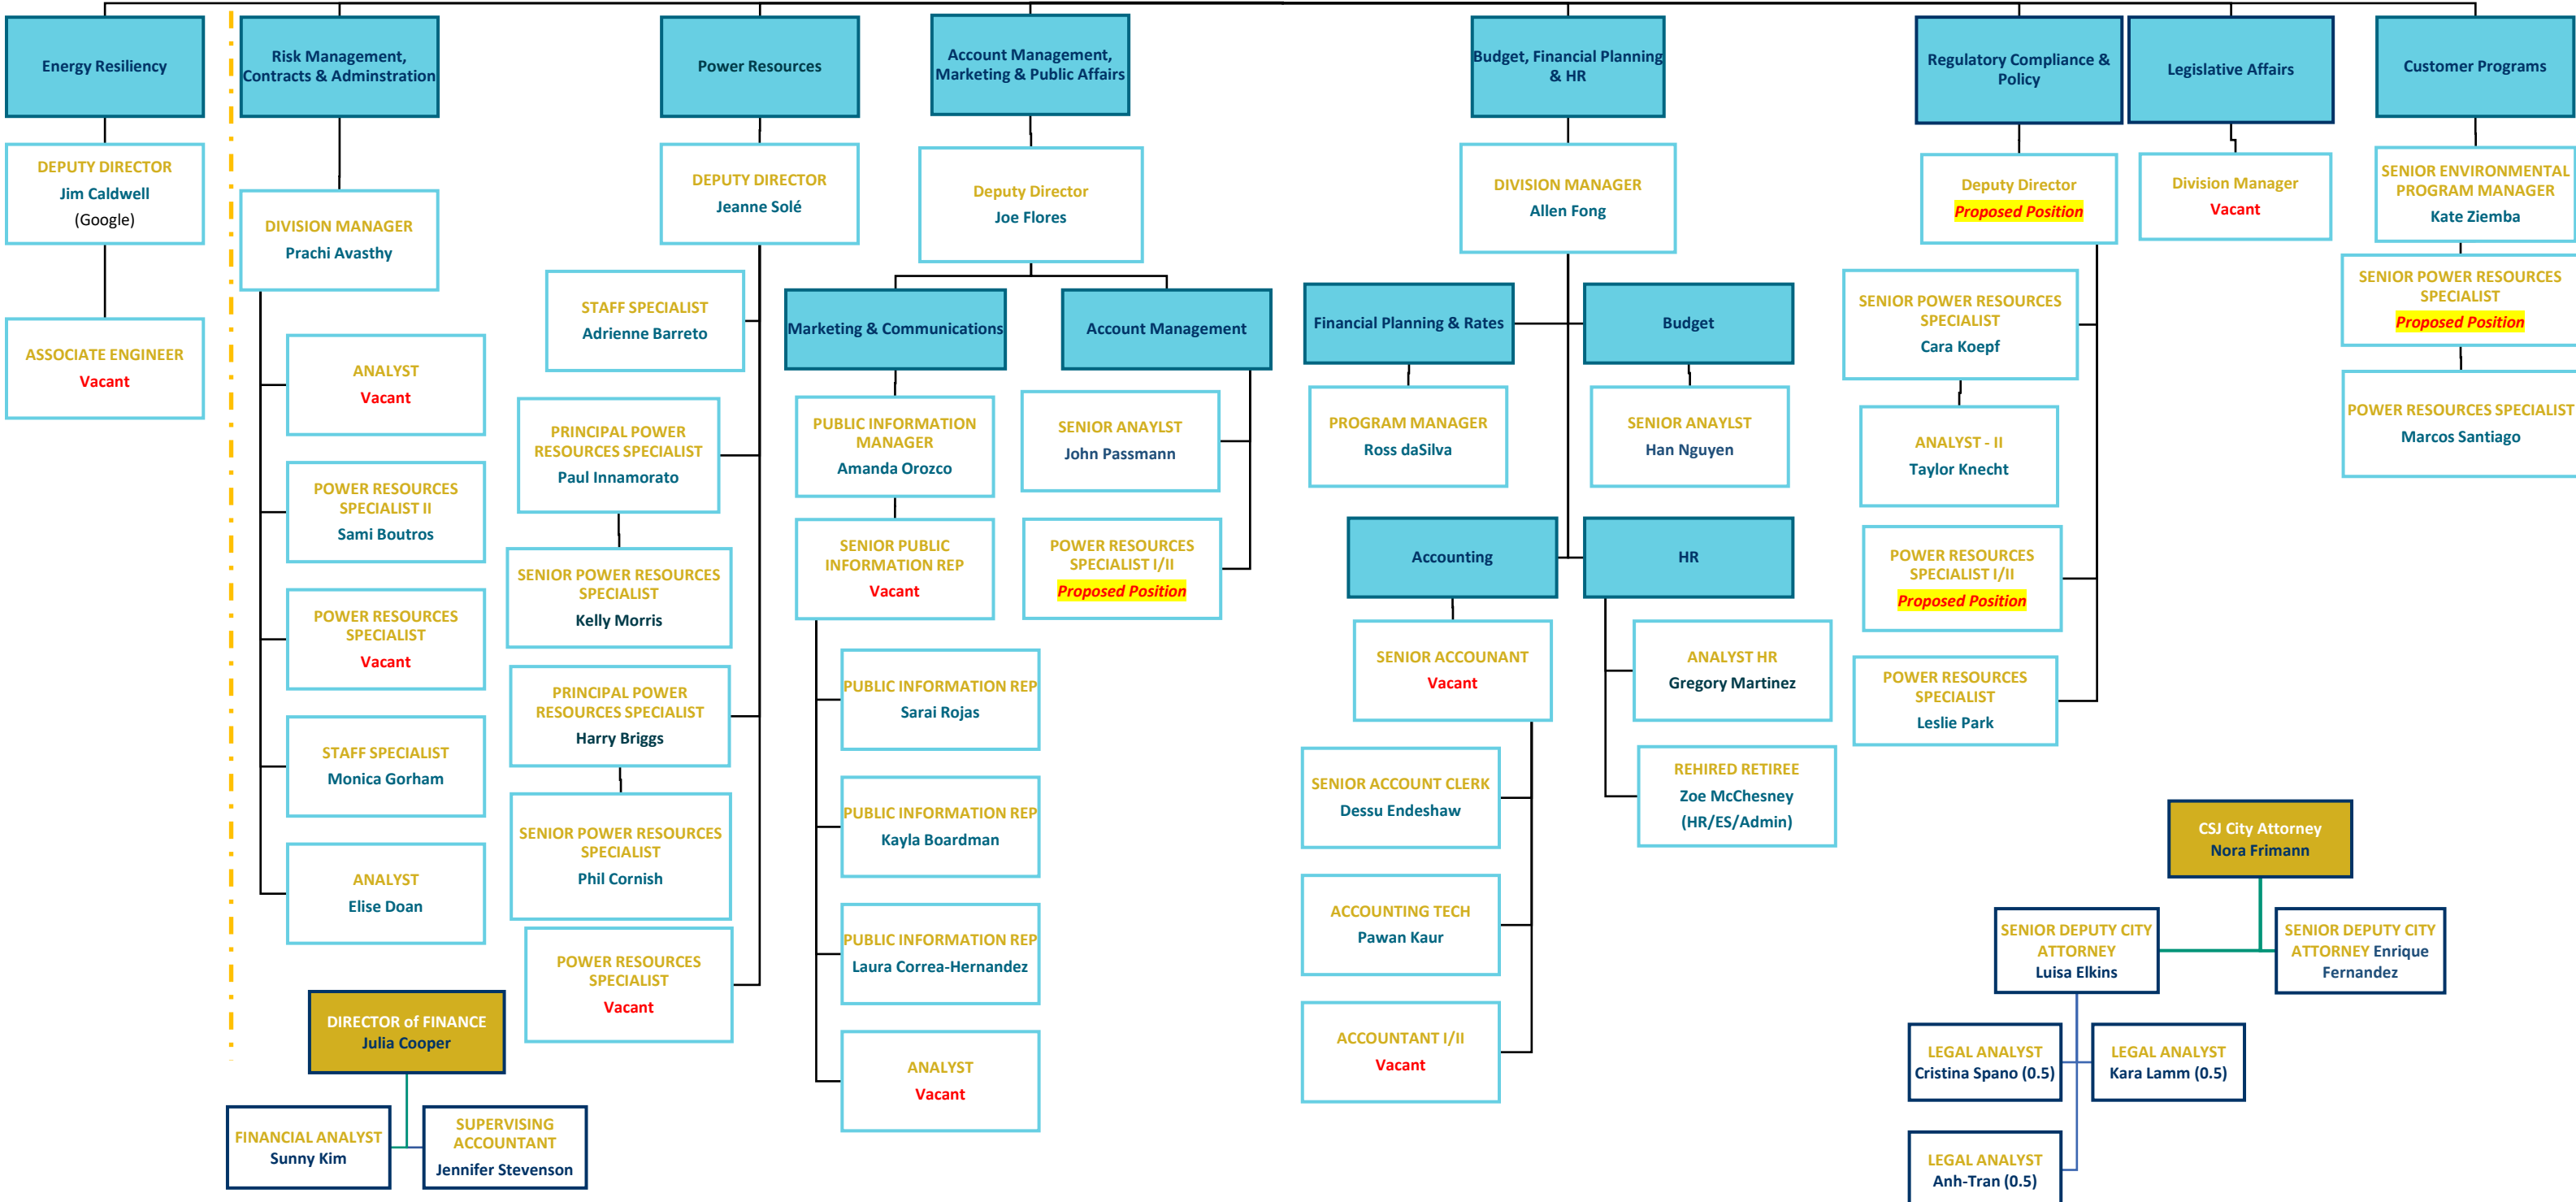 Energy Resiliency
DEPUTY DIRECTOR
Jim Caldwell
(Google)
ASSOCIATE ENGINEER
Vacant
Risk Management,
Contracts & Adminstration
DIVISION MANAGER
Prachi Avasthy
ANALYST
Vacant
POWER RESOURCES
SPECIALIST II
Sami Boutros
POWER RESOURCES
SPECIALIST
Vacant
STAFF SPECIALIST
Monica Gorham
ANALYST
Elise Doan
DIRECTOR of FINANCE
Julia Cooper
FINANCIAL ANALYST
Sunny Kim
SUPERVISING
ACCOUNTANT
Jennifer Stevenson
Power Resources
DEPUTY DIRECTOR
Jeanne Solé
STAFF SPECIALIST
Adrienne Barreto
PRINCIPAL POWER
RESOURCES SPECIALIST
Paul Innamorato
SENIOR POWER RESOURCES
SPECIALIST
Kelly Morris
PRINCIPAL POWER
RESOURCES SPECIALIST
Harry Briggs
SENIOR POWER RESOURCES
SPECIALIST
Phil Cornish
POWER RESOURCES
SPECIALIST
Vacant
Account Management,
Marketing & Public Affairs
Deputy Director
Joe Flores
Marketing & Communications
PUBLIC INFORMATION
MANAGER
Amanda Orozco
SENIOR PUBLIC
INFORMATION REP
Vacant
PUBLIC INFORMATION REP
Sarai Rojas
PUBLIC INFORMATION REP
Kayla Boardman
PUBLIC INFORMATION REP
Laura Correa-Hernandez
ANALYST
Vacant
Account Management
SENIOR ANAYLST
John Passmann
POWER RESOURCES
SPECIALIST I/II
Proposed Position
Budget, Financial Planning
& HR
DIVISION MANAGER
Allen Fong
Financial Planning & Rates
PROGRAM MANAGER
Ross daSilva
Budget
SENIOR ANAYLST
Han Nguyen
Accounting
SENIOR ACCOUNANT
Vacant
SENIOR ACCOUNT CLERK
Dessu Endeshaw
ACCOUNTING TECH
Pawan Kaur
ACCOUNTANT I/II
Vacant
HR
ANALYST HR
Gregory Martinez
REHIRED RETIREE
Zoe McChesney
(HR/ES/Admin)
Regulatory Compliance &
Policy
Deputy Director
Proposed Position
SENIOR POWER RESOURCES
SPECIALIST
Cara Koepf
ANALYST - II
Taylor Knecht
POWER RESOURCES
SPECIALIST I/II
Proposed Position
POWER RESOURCES
SPECIALIST
Leslie Park
Legislative Affairs
Division Manager
Vacant
Customer Programs
SENIOR ENVIRONMENTAL
PROGRAM MANAGER
Kate Ziemba
SENIOR POWER RESOURCES
SPECIALIST
Proposed Position
POWER RESOURCES SPECIALIST
Marcos Santiago
CSJ City Attorney
Nora Frimann
SENIOR DEPUTY CITY
ATTORNEY
Luisa Elkins
SENIOR DEPUTY CITY
ATTORNEY Enrique
Fernandez
LEGAL ANALYST
Cristina Spano (0.5)
LEGAL ANALYST
Kara Lamm (0.5)
LEGAL ANALYST
Anh-Tran (0.5)